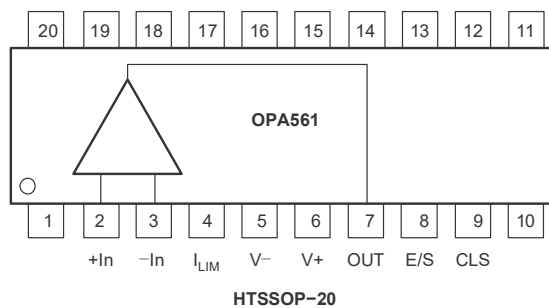 20 19 18 17 16 15 14 13 12 11
OPA561
1 2 3 4 5 6 7 8 9 10
+In −In I_LIM V− V+ OUT E/S CLS
HTSSOP−20